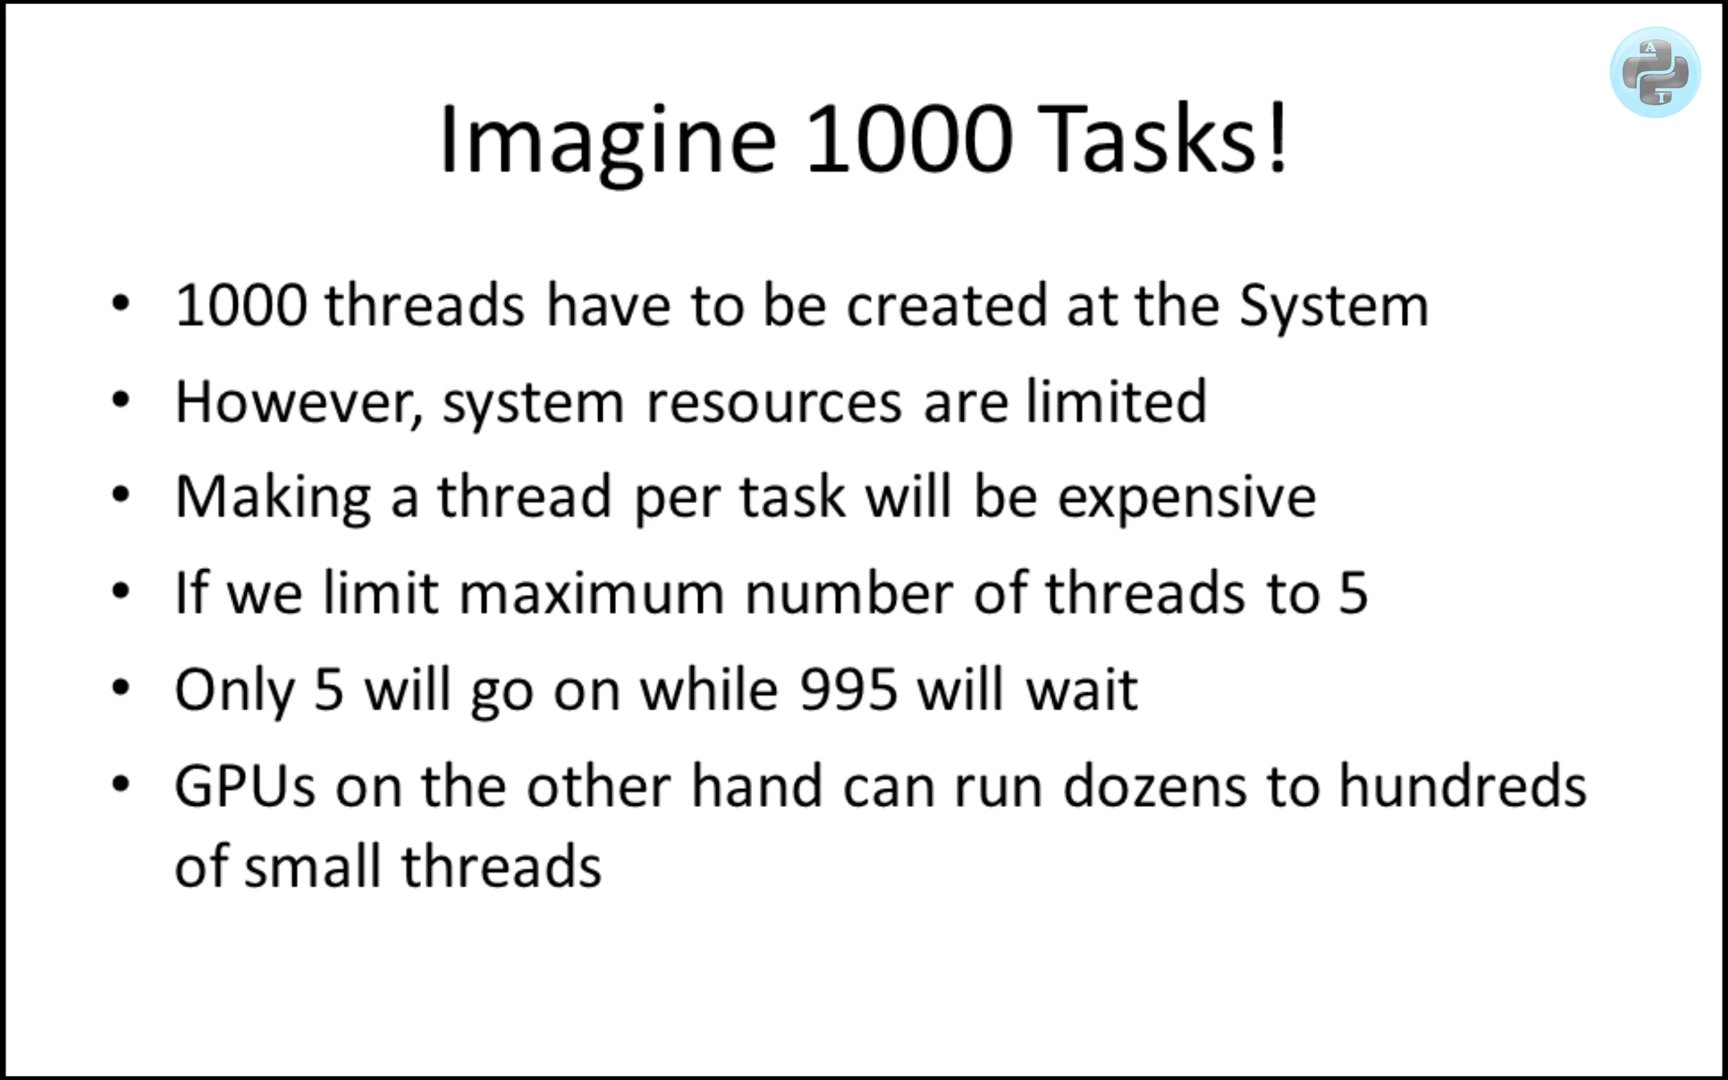 A
T
Imagine 1000 Tasks!
• 1000 threads have to be created at the System
• However, system resources are limited
• Making a thread per task will be expensive
• If we limit maximum number of threads to 5
• Only 5 will go on while 995 will wait
• GPUs on the other hand can run dozens to hundreds
of small threads